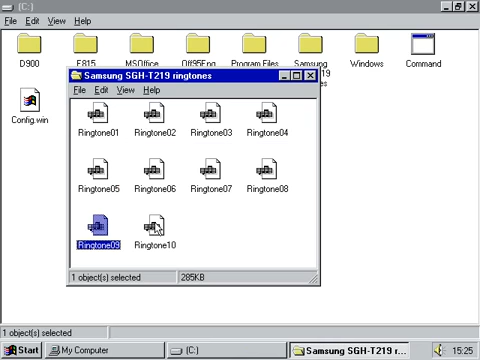 (C:)
File Edit View Help
D900 E815 MSOffice Off95Eng Program Files Samsung Windows Command
Config.win
Samsung SGH-T219 ringtones
File Edit View Help
Ringtone01 Ringtone02 Ringtone03 Ringtone04
Ringtone05 Ringtone06 Ringtone07 Ringtone08
Ringtone09 Ringtone10
1 object(s) selected 285KB
1 object(s) selected
Start My Computer (C:) Samsung SGH-T219 r... 15:25